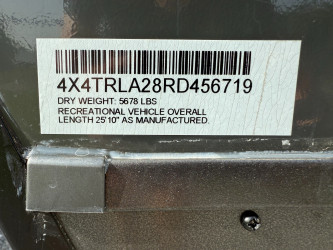 4X4TRLA28RD456719
DRY WEIGHT: 5678 LBS
RECREATIONAL VEHICLE OVERALL
LENGTH 25'10" AS MANUFACTURED.